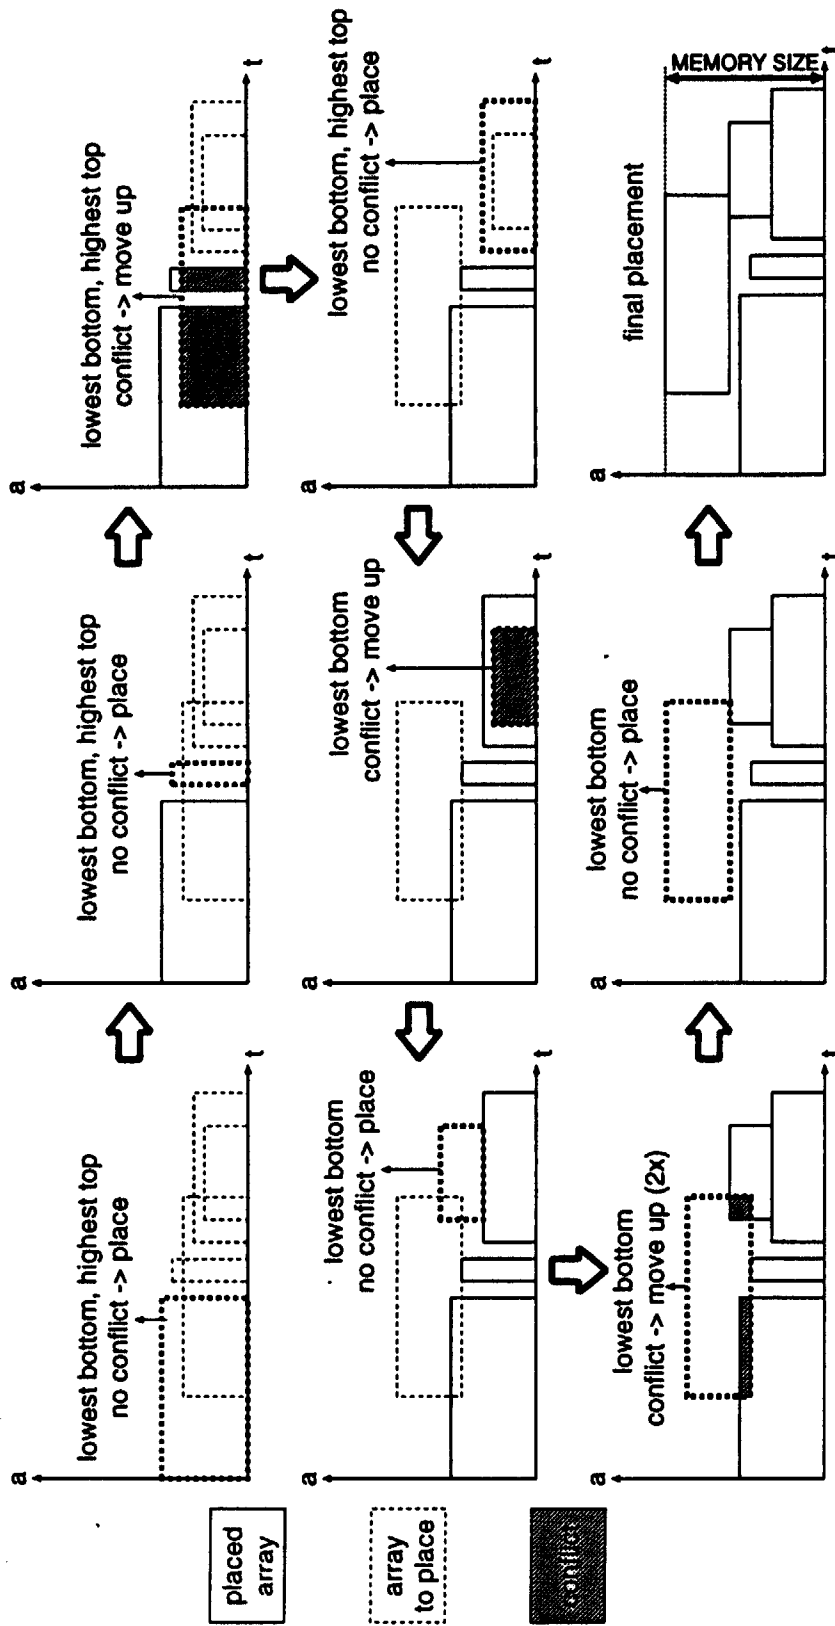 placed
array
array
to place
conflict
a
lowest bottom, highest top
no conflict -> place
t
a
lowest bottom, highest top
no conflict -> place
t
a
lowest bottom, highest top
conflict -> move up
t
a
lowest bottom
no conflict -> place
t
a
lowest bottom
conflict -> move up
t
a
lowest bottom, highest top
no conflict -> place
t
a
lowest bottom
conflict -> move up (2x)
t
a
lowest bottom
no conflict -> place
t
a
final placement
MEMORY SIZE
t